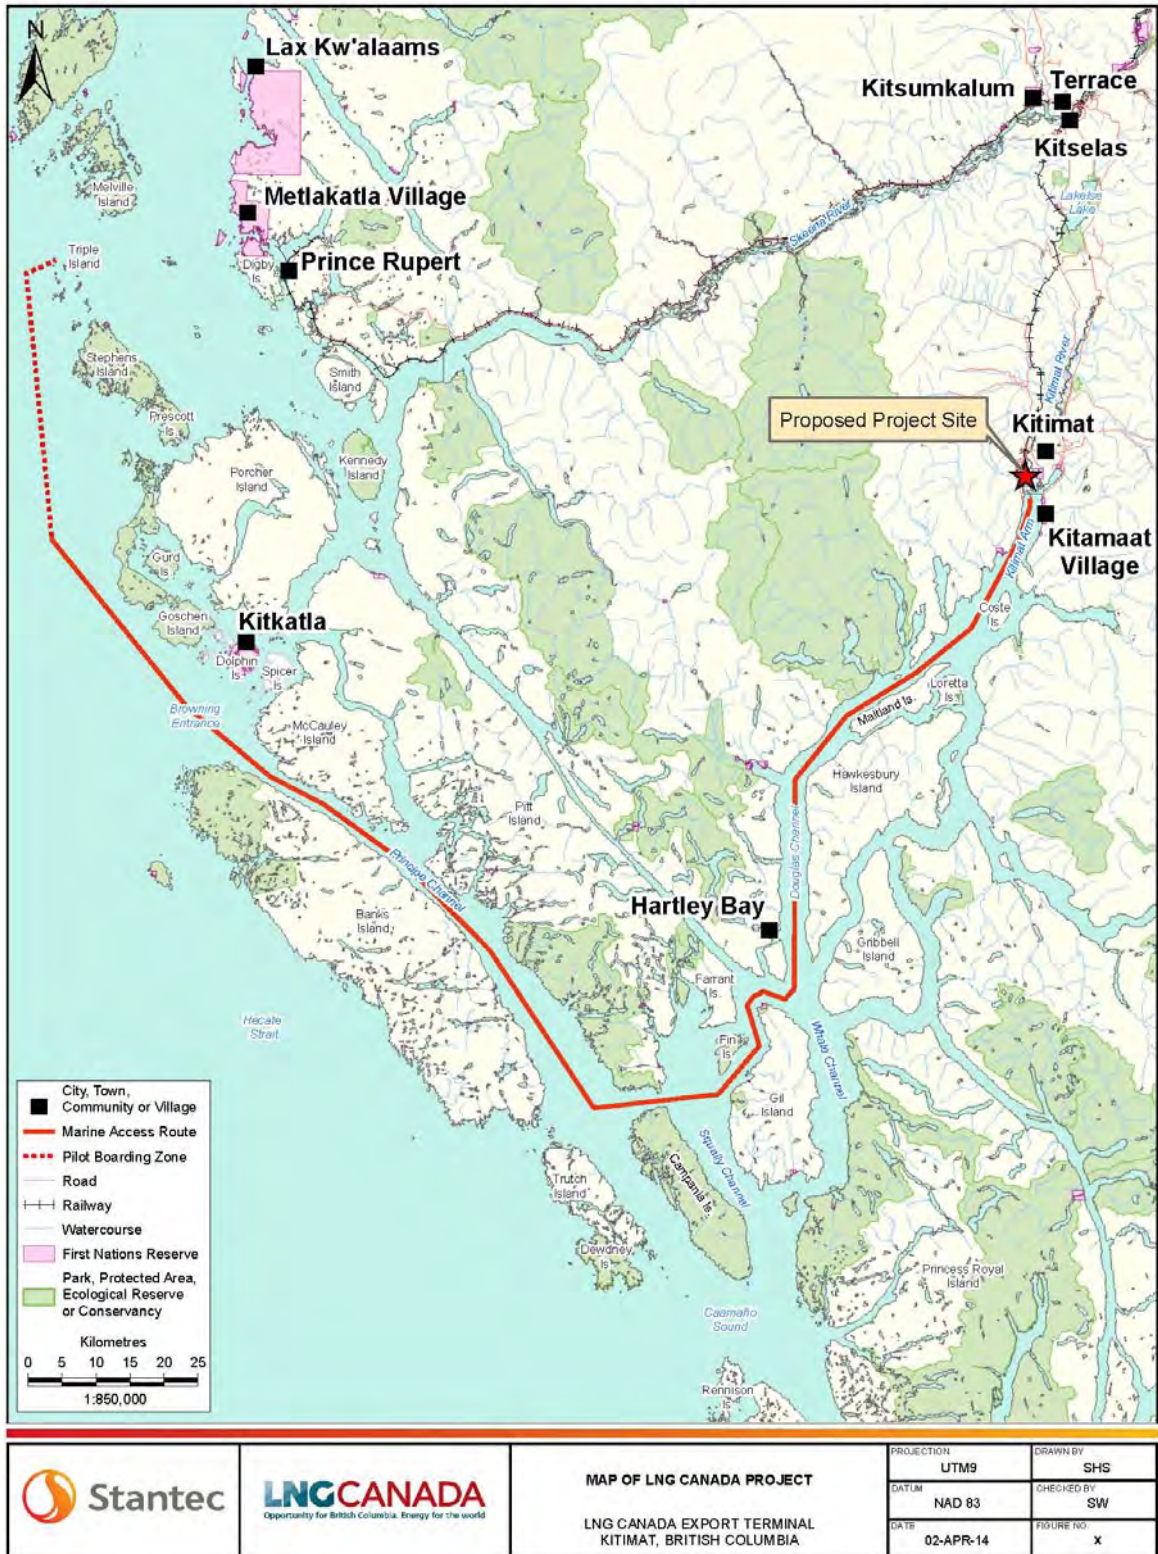 N
Lax Kw'alaams
Kitsumkalum
Terrace
Kitselas
Melville
Island
Metlakatla Village
Lakelse
Lake
Skeena River
Triple
Island
Digby
Is.
Prince Rupert
Stephens
Island
Smith
Island
Kitimat River
Prescott
Is.
Proposed Project Site
Kitimat
Porcher
Island
Kennedy
Island
Kitamaat
Village
Kitimat Arm
Gurd
Is.
Goschen
Island
Kitkatla
Coste
Is.
Dolphin
Is.
Spicer
Is.
Loretta
Is.
Maitland Is.
Browning
Entrance
McCauley
Island
Hawkesbury
Island
Pitt
Island
Douglas Channel
Principe Channel
Hartley Bay
Banks
Island
Gribbell
Island
Farrant
Is.
Hecate
Strait
Fin
Is.
Whale Channel
Gil
Island
Squally Channel
Campania Is.
Trutch
Island
Dewdney
Is.
Princess Royal
Island
Caamaño
Sound
Rennison
Is.
City, Town,
Community or Village
Marine Access Route
Pilot Boarding Zone
Road
Railway
Watercourse
First Nations Reserve
Park, Protected Area,
Ecological Reserve
or Conservancy
Kilometres
0 5 10 15 20 25
1:850,000
Stantec
LNGCANADA
Opportunity for British Columbia. Energy for the world
MAP OF LNG CANADA PROJECT
LNG CANADA EXPORT TERMINAL
KITIMAT, BRITISH COLUMBIA
PROJECTION
UTM9
DRAWN BY
SHS
DATUM
NAD 83
CHECKED BY
SW
DATE
02-APR-14
FIGURE NO.
X